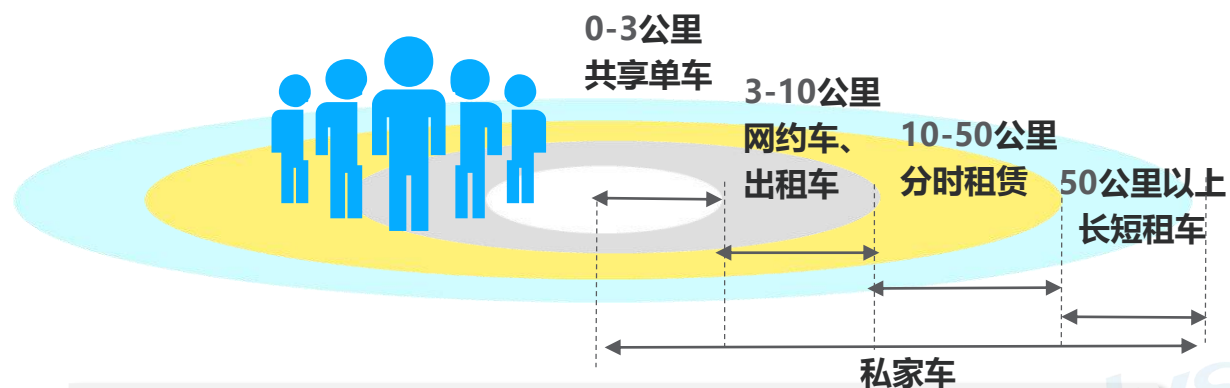 0-3公里
共享单车
3-10公里
网约车、
出租车
10-50公里
分时租赁
50公里以上
长短租车
私家车